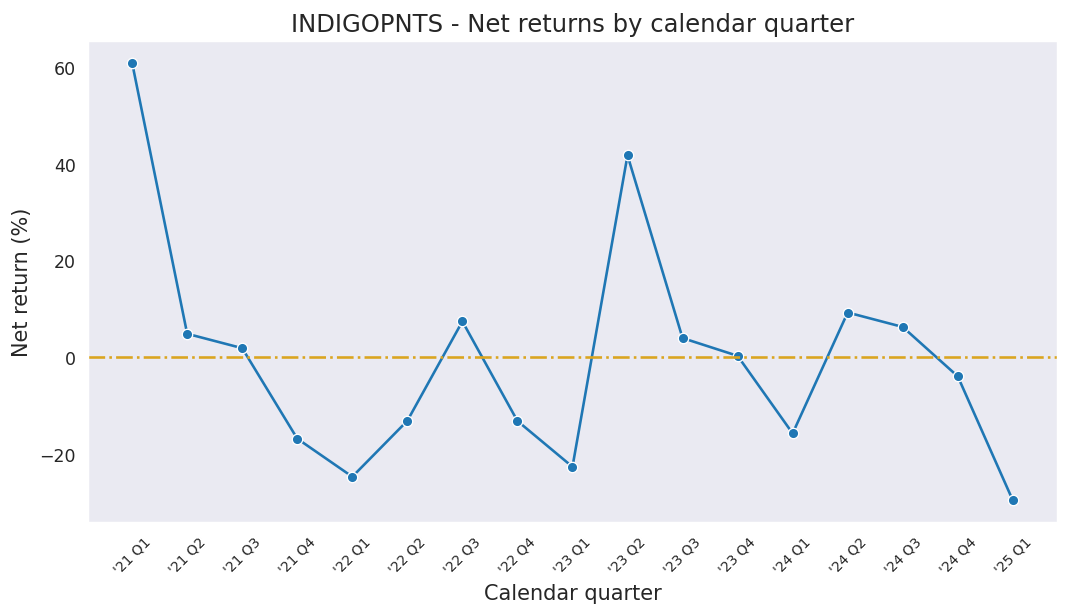 INDIGOPNTS - Net returns by calendar quarter
Net return (%)
60
40
20
0
−20
'21 Q1
'21 Q2
'21 Q3
'21 Q4
'22 Q1
'22 Q2
'22 Q3
'22 Q4
'23 Q1
'23 Q2
'23 Q3
'23 Q4
'24 Q1
'24 Q2
'24 Q3
'24 Q4
'25 Q1
Calendar quarter